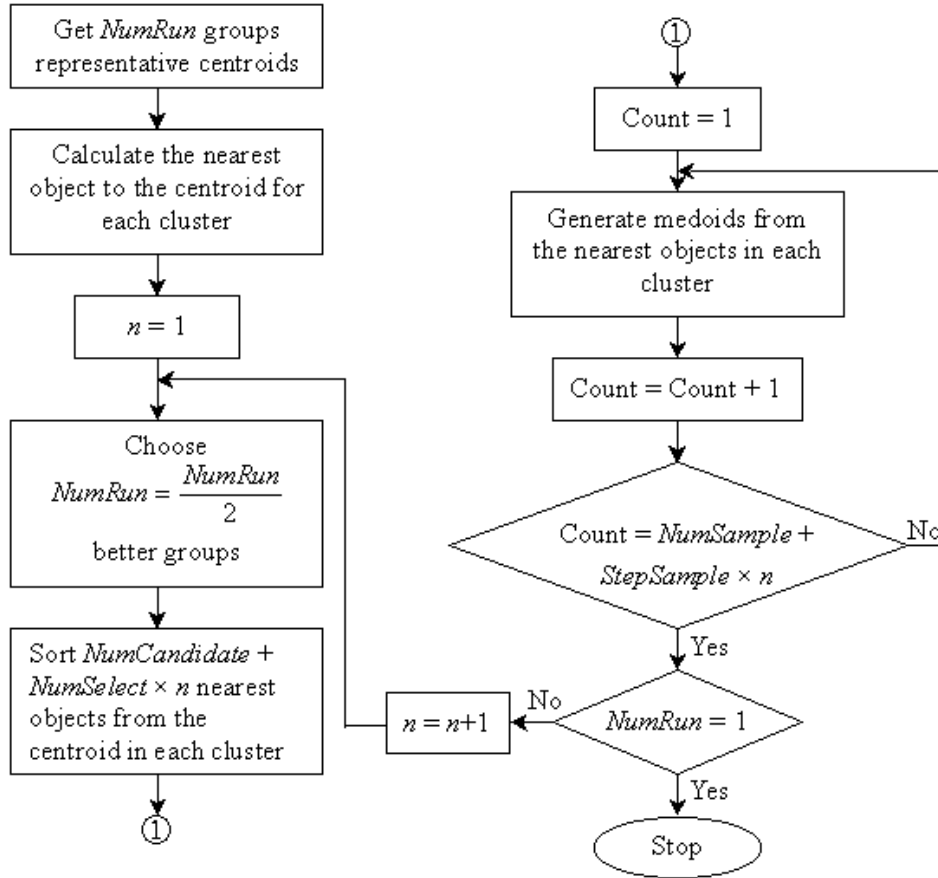 Get NumRun groups
representative centroids
Calculate the nearest
object to the centroid for
each cluster
n = 1
Choose
NumRun = NumRun
2
better groups
Sort NumCandidate +
NumSelect × n nearest
objects from the
centroid in each cluster
①
①
Count = 1
Generate medoids from
the nearest objects in each
cluster
Count = Count + 1
Count = NumSample +
StepSample × n
No
Yes
NumRun = 1
No
n = n+1
Yes
Stop